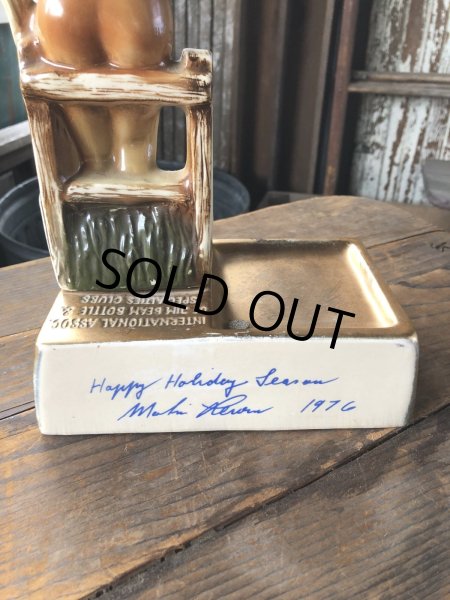 INTERNATIONAL ASSOC.
JIM BEAM BOTTLE &
SPECIALTIES CLUBS
SOLD OUT
Happy Holiday Season
1976